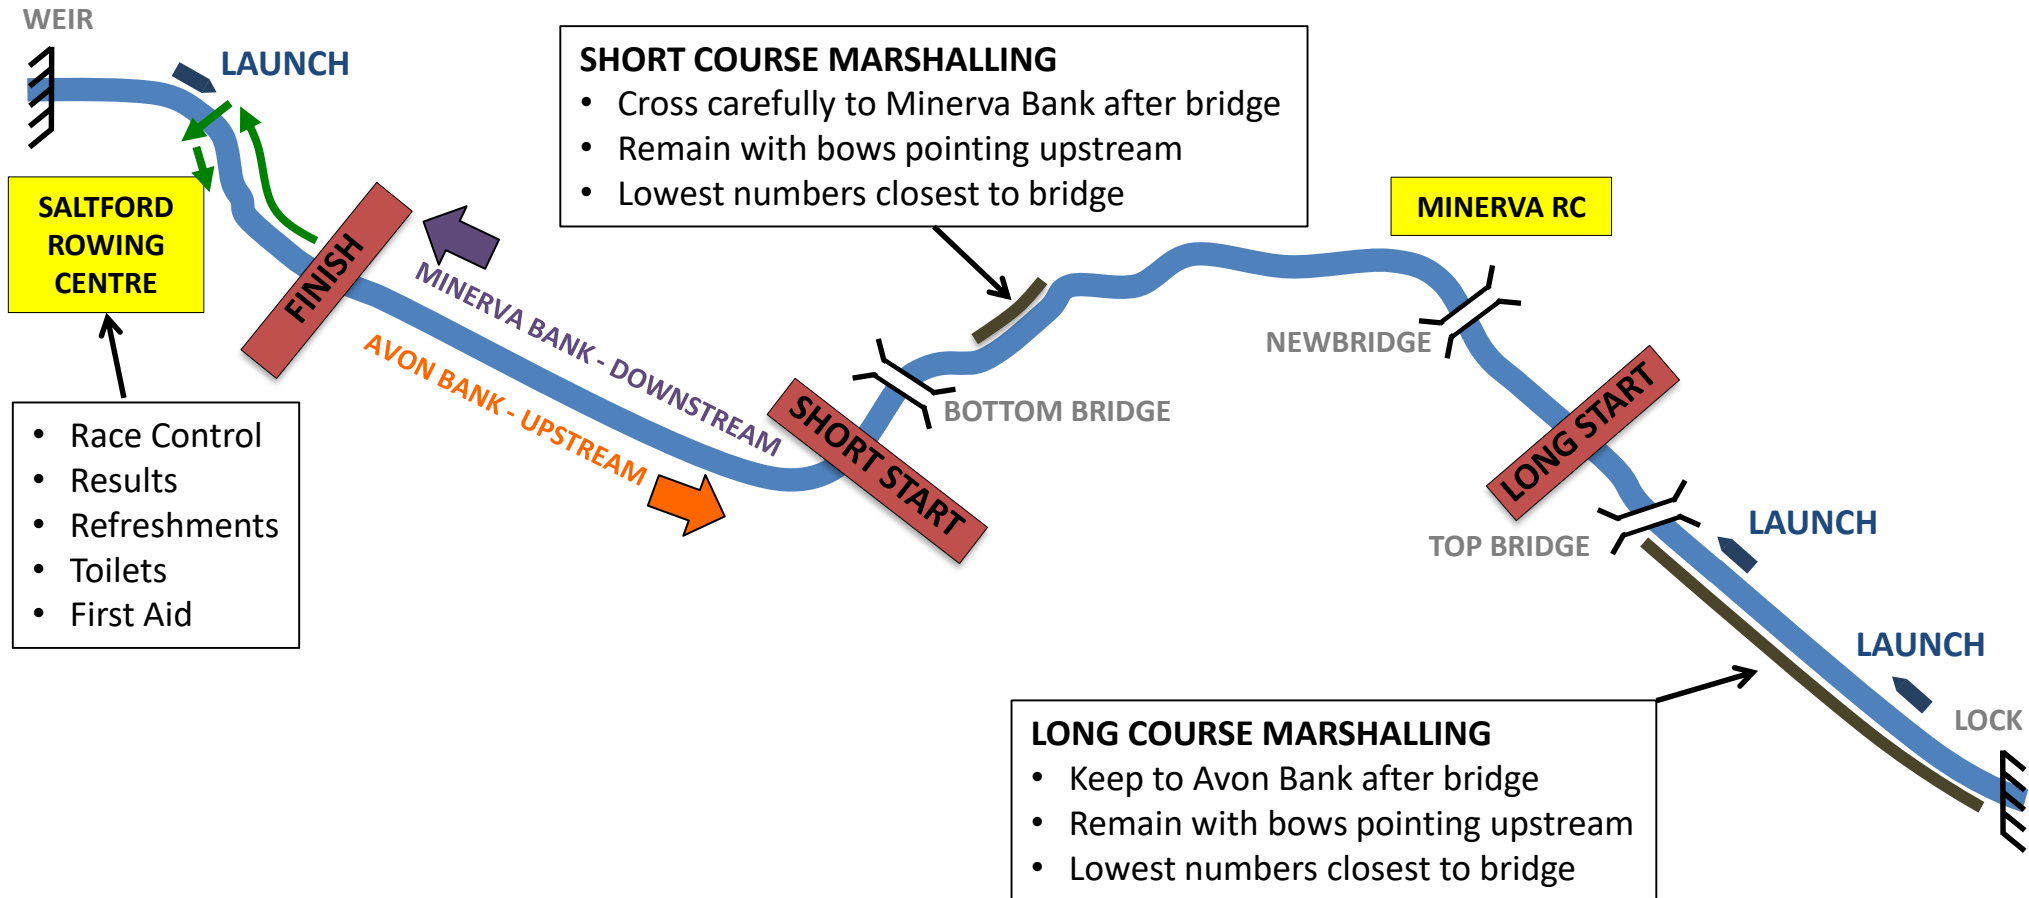 WEIR
LAUNCH
SHORT COURSE MARSHALLING
• Cross carefully to Minerva Bank after bridge
• Remain with bows pointing upstream
• Lowest numbers closest to bridge
SALTFORD
ROWING
CENTRE
MINERVA RC
FINISH
MINERVA BANK - DOWNSTREAM
AVON BANK - UPSTREAM
NEWBRIDGE
BOTTOM BRIDGE
SHORT START
LONG START
• Race Control
• Results
• Refreshments
• Toilets
• First Aid
TOP BRIDGE
LAUNCH
LAUNCH
LOCK
LONG COURSE MARSHALLING
• Keep to Avon Bank after bridge
• Remain with bows pointing upstream
• Lowest numbers closest to bridge